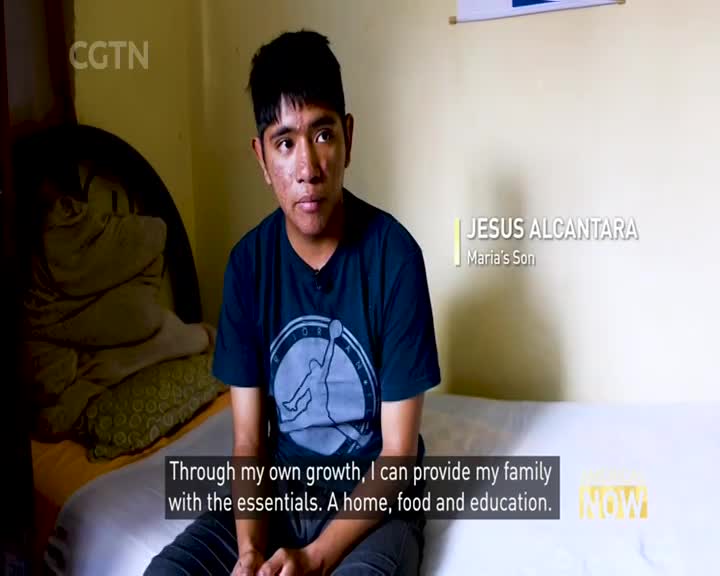 CGTN
JESUS ALCANTARA
Maria's Son
Through my own growth, I can provide my family
with the essentials. A home, food and education.
NOW